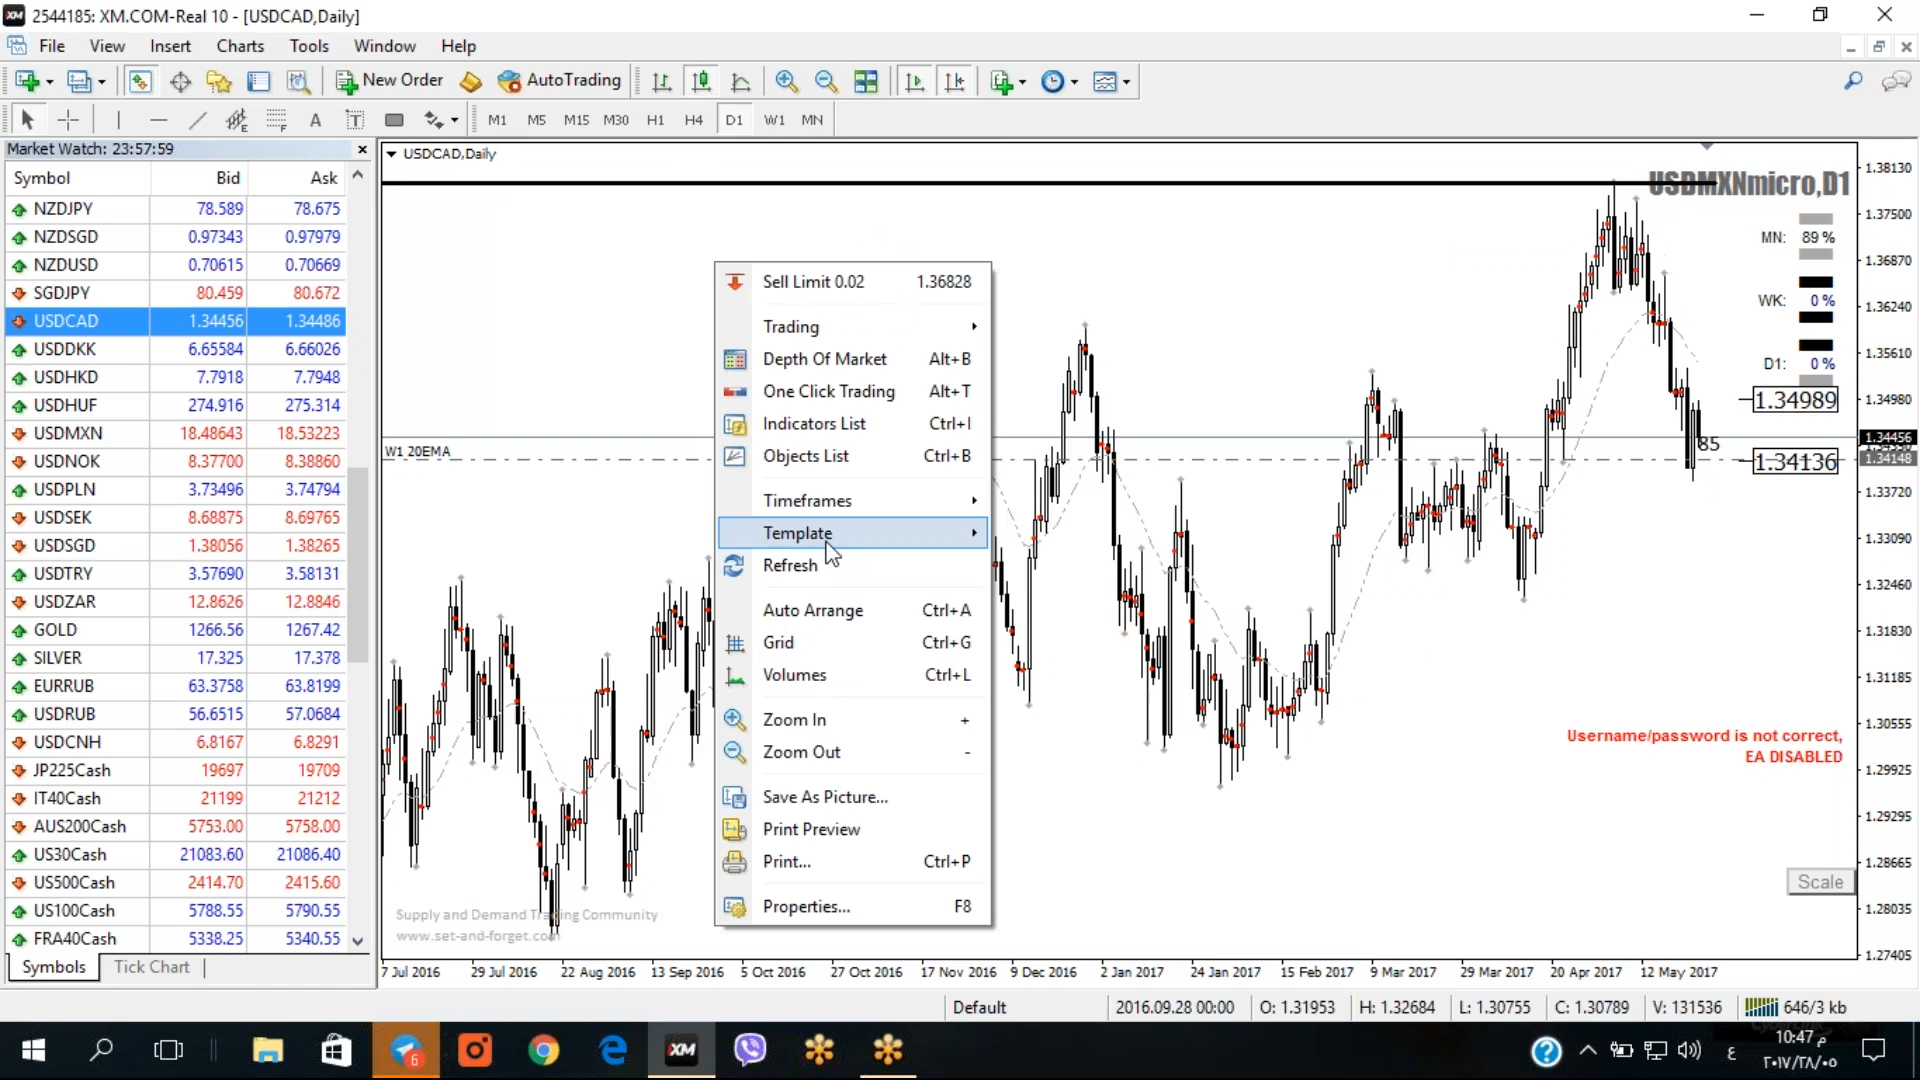 2544185: XM.COM-Real 10 - [USDCAD,Daily]
File View Insert Charts Tools Window Help
New Order AutoTrading
M1 M5 M15 M30 H1 H4 D1 W1 MN
Market Watch: 23:57:59
Symbol Bid Ask
NZDJPY 78.589 78.675
NZDSGD 0.97343 0.97979
NZDUSD 0.70615 0.70669
SGDJPY 80.459 80.672
USDCAD 1.34456 1.34486
USDDKK 6.65584 6.66026
USDHKD 7.7918 7.7948
USDHUF 274.916 275.314
USDMXN 18.48643 18.53223
USDNOK 8.37700 8.38860
USDPLN 3.73496 3.74794
USDSEK 8.68875 8.69765
USDSGD 1.38056 1.38265
USDTRY 3.57690 3.58131
USDZAR 12.8626 12.8846
GOLD 1266.56 1267.42
SILVER 17.325 17.378
EURRUB 63.3758 63.8199
USDRUB 56.6515 57.0684
USDCNH 6.8167 6.8291
JP225Cash 19697 19709
IT40Cash 21199 21212
AUS200Cash 5753.00 5758.00
US30Cash 21083.60 21086.40
US500Cash 2414.70 2415.60
US100Cash 5788.55 5790.55
FRA40Cash 5338.25 5340.55
Symbols Tick Chart
USDCAD,Daily
USDMXNmicro,D1
MN: 89 %
WK: 0 %
D1: 0 %
1.34989
85
1.34136
W1 20EMA
Sell Limit 0.02 1.36828
Trading
Depth Of Market Alt+B
One Click Trading Alt+T
Indicators List Ctrl+I
Objects List Ctrl+B
Timeframes
Template
Refresh
Auto Arrange Ctrl+A
Grid Ctrl+G
Volumes Ctrl+L
Zoom In +
Zoom Out -
Save As Picture...
Print Preview
Print... Ctrl+P
Properties... F8
Username/password is not correct,
EA DISABLED
Scale
Supply and Demand Trading Community
www.set-and-forget.com
1.38130
1.37500
1.36870
1.36240
1.35610
1.34980
1.34456
1.34148
1.33720
1.33090
1.32460
1.31830
1.31185
1.30555
1.29925
1.29295
1.28665
1.28035
1.27405
7 Jul 2016 29 Jul 2016 22 Aug 2016 13 Sep 2016 5 Oct 2016 27 Oct 2016 17 Nov 2016 9 Dec 2016 2 Jan 2017 24 Jan 2017 15 Feb 2017 9 Mar 2017 29 Mar 2017 20 Apr 2017 12 May 2017
Default 2016.09.28 00:00 O: 1.31953 H: 1.32684 L: 1.30755 C: 1.30789 V: 131536 646/3 kb
XM 6
ع
10:47 م
٢٠١٧/٢٨/٠٥